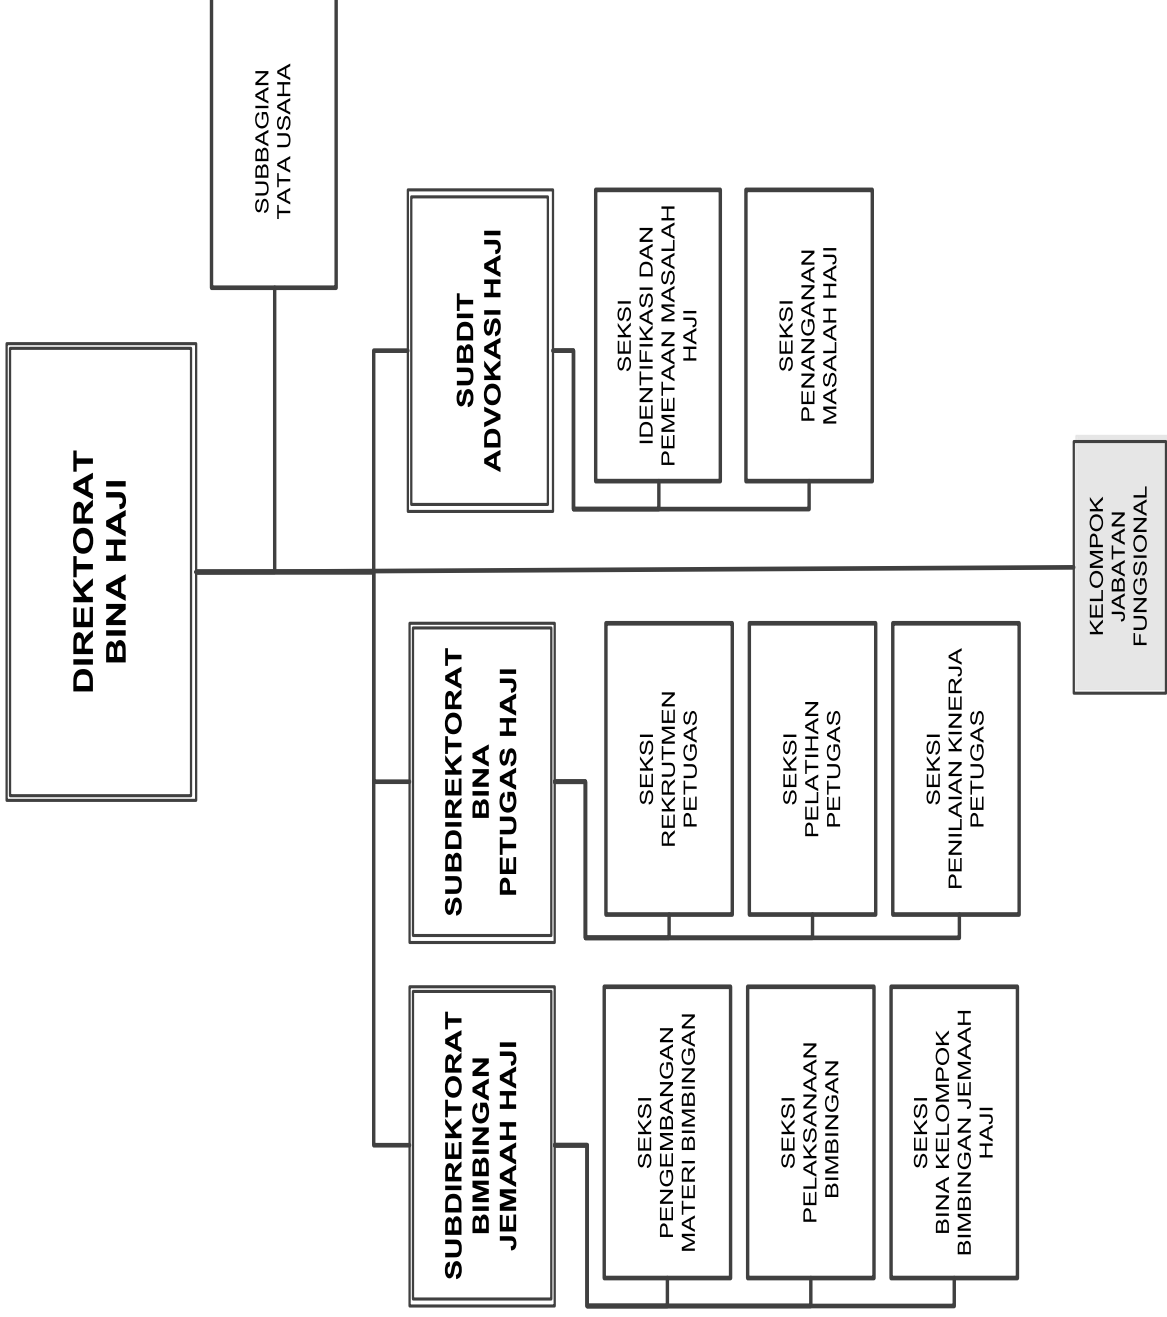 DIREKTORAT
BINA HAJI
SUBBAGIAN
TATA USAHA
SUBDIREKTORAT
BIMBINGAN
JEMAAH HAJI
SUBDIREKTORAT
BINA
PETUGAS HAJI
SUBDIT
ADVOKASI HAJI
SEKSI
PENGEMBANGAN
MATERI BIMBINGAN
SEKSI
REKRUTMEN
PETUGAS
SEKSI
IDENTIFIKASI DAN
PEMETAAN MASALAH
HAJI
SEKSI
PELAKSANAAN
BIMBINGAN
SEKSI
PELATIHAN
PETUGAS
SEKSI
PENANGANAN
MASALAH HAJI
SEKSI
BINA KELOMPOK
BIMBINGAN JEMAAH
HAJI
SEKSI
PENILAIAN KINERJA
PETUGAS
KELOMPOK
JABATAN
FUNGSIONAL